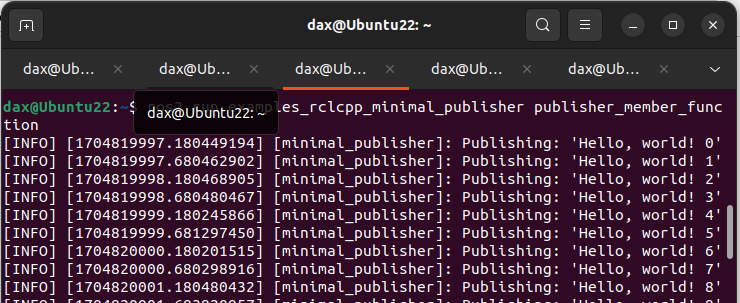 dax@Ubuntu22: ~
dax@Ub… dax@Ub… dax@Ub… dax@Ub… dax@Ub…
dax@Ubuntu22:~$ examples_rclcpp_minimal_publisher publisher_member_func
dax@Ubuntu22: ~
tion
[INFO] [1704819997.180449194] [minimal_publisher]: Publishing: 'Hello, world! 0'
[INFO] [1704819997.680462902] [minimal_publisher]: Publishing: 'Hello, world! 1'
[INFO] [1704819998.180468905] [minimal_publisher]: Publishing: 'Hello, world! 2'
[INFO] [1704819998.680480467] [minimal_publisher]: Publishing: 'Hello, world! 3'
[INFO] [1704819999.180245866] [minimal_publisher]: Publishing: 'Hello, world! 4'
[INFO] [1704819999.681297450] [minimal_publisher]: Publishing: 'Hello, world! 5'
[INFO] [1704820000.180201515] [minimal_publisher]: Publishing: 'Hello, world! 6'
[INFO] [1704820000.680298916] [minimal_publisher]: Publishing: 'Hello, world! 7'
[INFO] [1704820001.180480432] [minimal_publisher]: Publishing: 'Hello, world! 8'